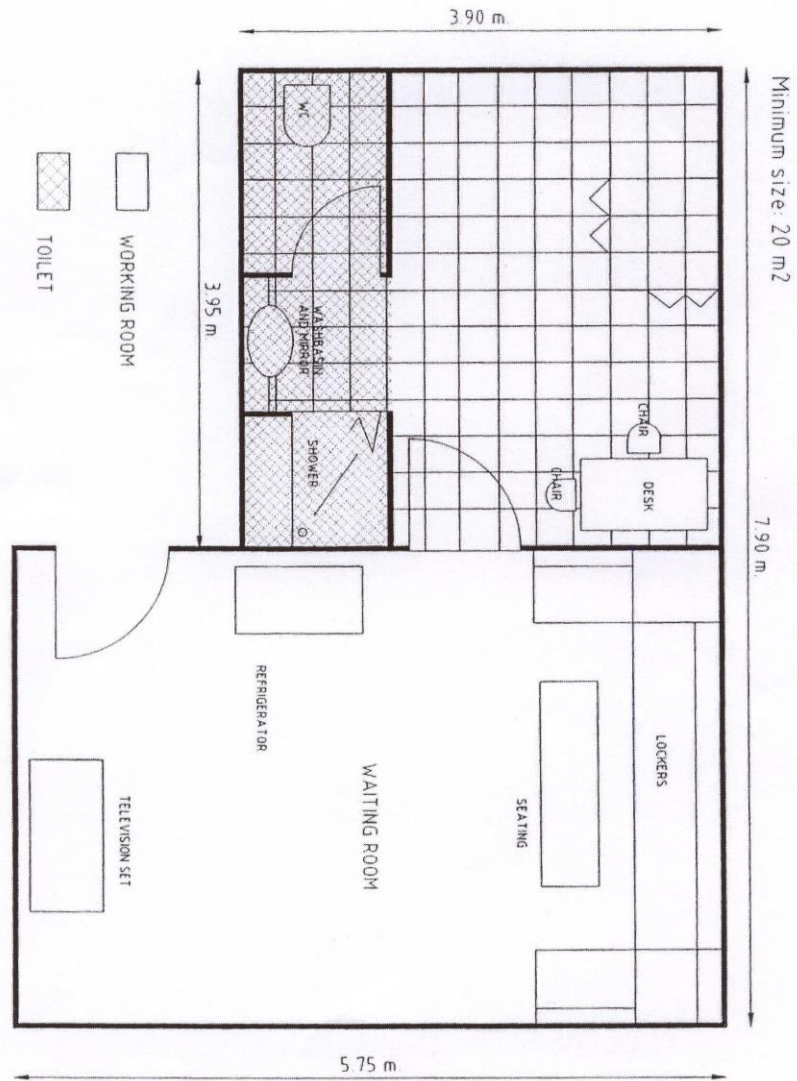 Minimum size: 20 m2
3.90 m.
7.90 m.
3.95 m.
5.75 m.
WC
WASHBASIN
AND MIRROR
SHOWER
CHAIR
CHAIR
DESK
LOCKERS
SEATING
WAITING ROOM
REFRIGERATOR
TELEVISION SET
WORKING ROOM
TOILET